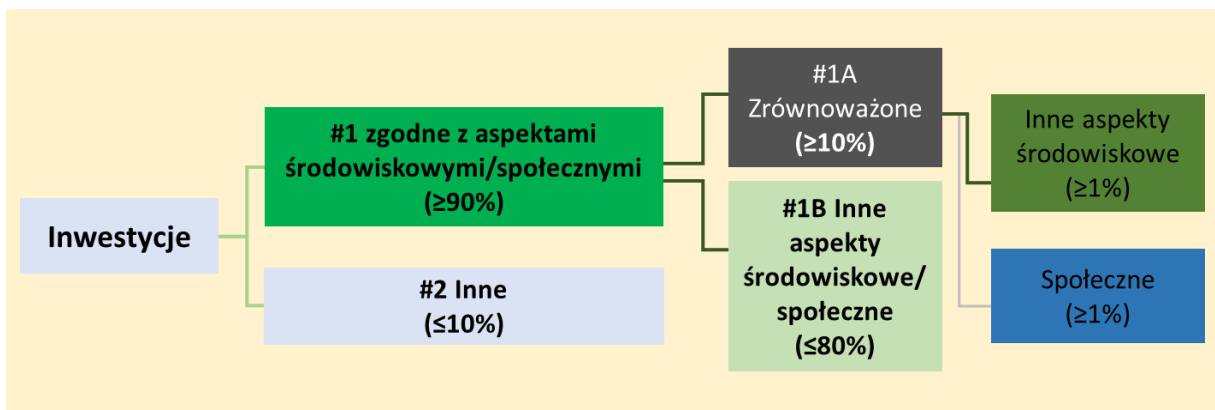 Inwestycje
#1 zgodne z aspektami
środowiskowymi/społecznymi
(≥90%)
#2 Inne
(≤10%)
#1A
Zrównoważone
(≥10%)
#1B Inne
aspekty
środowiskowe/
społeczne
(≤80%)
Inne aspekty
środowiskowe
(≥1%)
Społeczne
(≥1%)